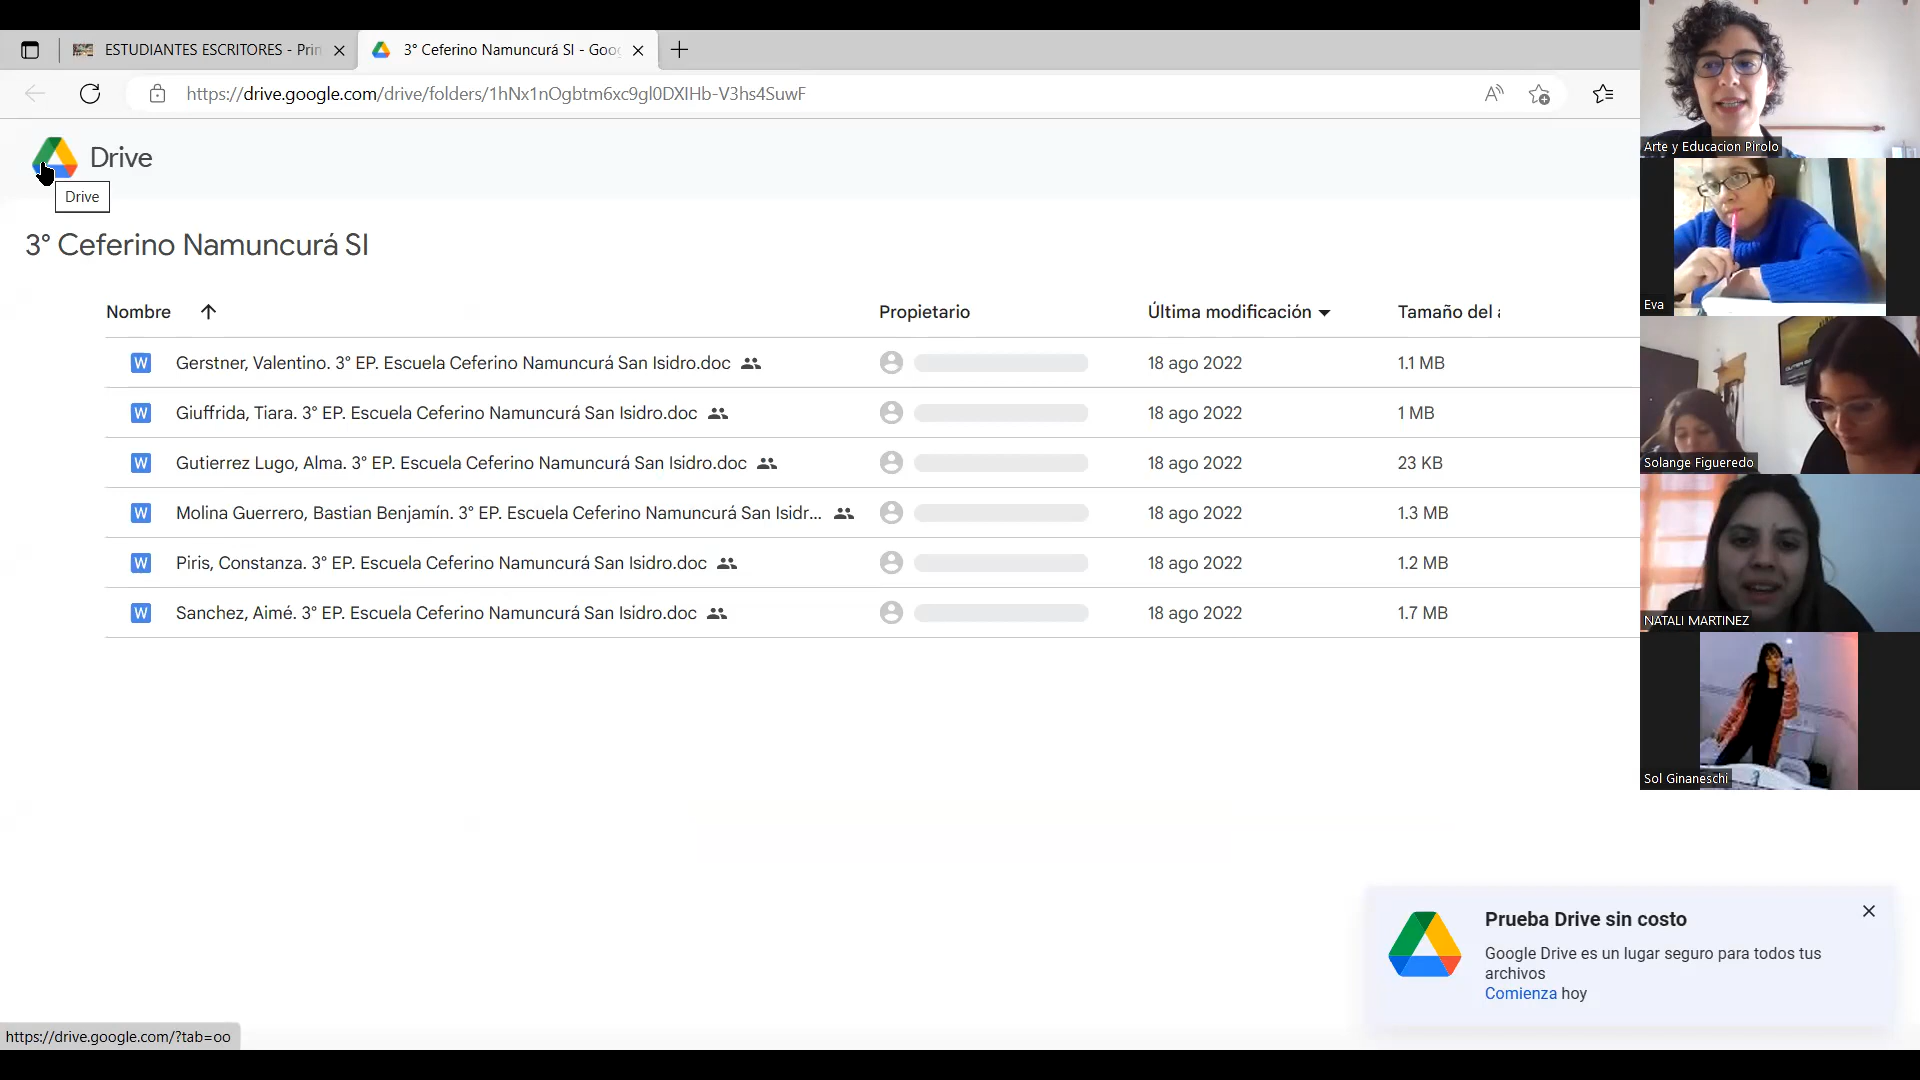 ESTUDIANTES ESCRITORES - Prin
3° Ceferino Namuncurá SI - Goog
https://drive.google.com/drive/folders/1hNx1nOgbtm6xc9gl0DXIHb-V3hs4SuwF
Drive
Drive
3° Ceferino Namuncurá SI
Nombre Propietario Última modificación Tamaño del a
Gerstner, Valentino. 3° EP. Escuela Ceferino Namuncurá San Isidro.doc 18 ago 2022 1.1 MB
Giuffrida, Tiara. 3° EP. Escuela Ceferino Namuncurá San Isidro.doc 18 ago 2022 1 MB
Gutierrez Lugo, Alma. 3° EP. Escuela Ceferino Namuncurá San Isidro.doc 18 ago 2022 23 KB
Molina Guerrero, Bastian Benjamín. 3° EP. Escuela Ceferino Namuncurá San Isidr... 18 ago 2022 1.3 MB
Piris, Constanza. 3° EP. Escuela Ceferino Namuncurá San Isidro.doc 18 ago 2022 1.2 MB
Sanchez, Aimé. 3° EP. Escuela Ceferino Namuncurá San Isidro.doc 18 ago 2022 1.7 MB
Arte y Educacion Pirolo
Eva
Solange Figueredo
NATALI MARTINEZ
Sol Ginaneschi
Prueba Drive sin costo
Google Drive es un lugar seguro para todos tus
archivos
Comienza hoy
https://drive.google.com/?tab=oo